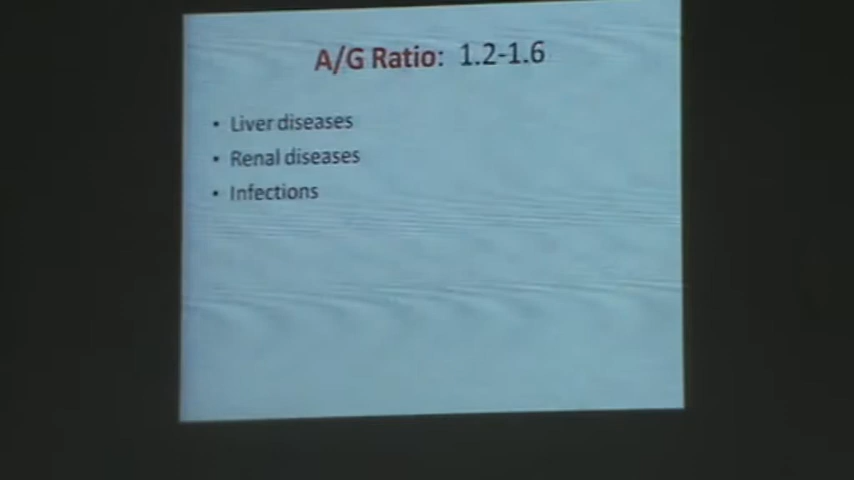 A/G Ratio: 1.2-1.6
• Liver diseases
• Renal diseases
• Infections